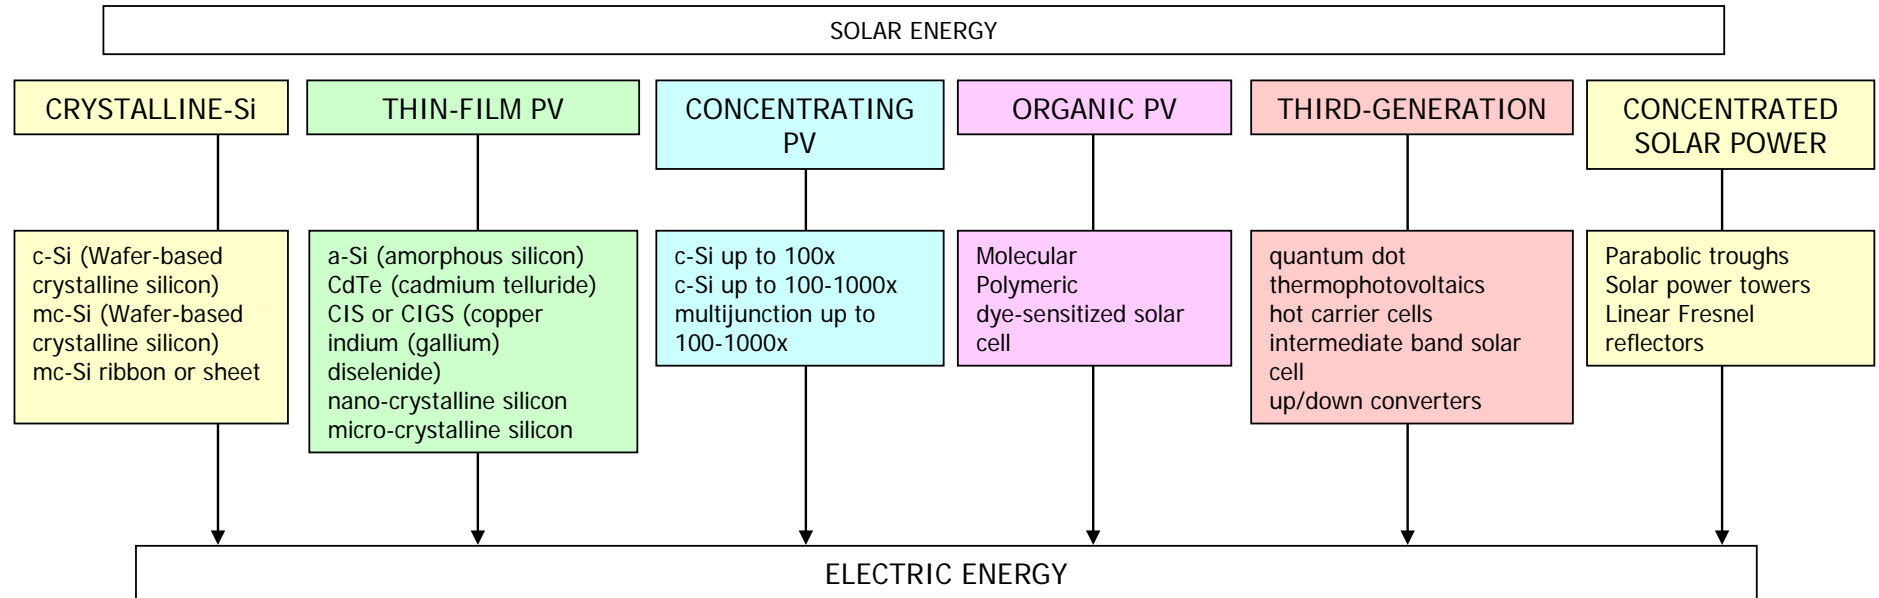 SOLAR ENERGY
CRYSTALLINE-Si
THIN-FILM PV
CONCENTRATING
PV
ORGANIC PV
THIRD-GENERATION
CONCENTRATED
SOLAR POWER
c-Si (Wafer-based
crystalline silicon)
mc-Si (Wafer-based
crystalline silicon)
mc-Si ribbon or sheet
a-Si (amorphous silicon)
CdTe (cadmium telluride)
CIS or CIGS (copper
indium (gallium)
diselenide)
nano-crystalline silicon
micro-crystalline silicon
c-Si up to 100x
c-Si up to 100-1000x
multijunction up to
100-1000x
Molecular
Polymeric
dye-sensitized solar
cell
quantum dot
thermophotovoltaics
hot carrier cells
intermediate band solar
cell
up/down converters
Parabolic troughs
Solar power towers
Linear Fresnel
reflectors
ELECTRIC ENERGY